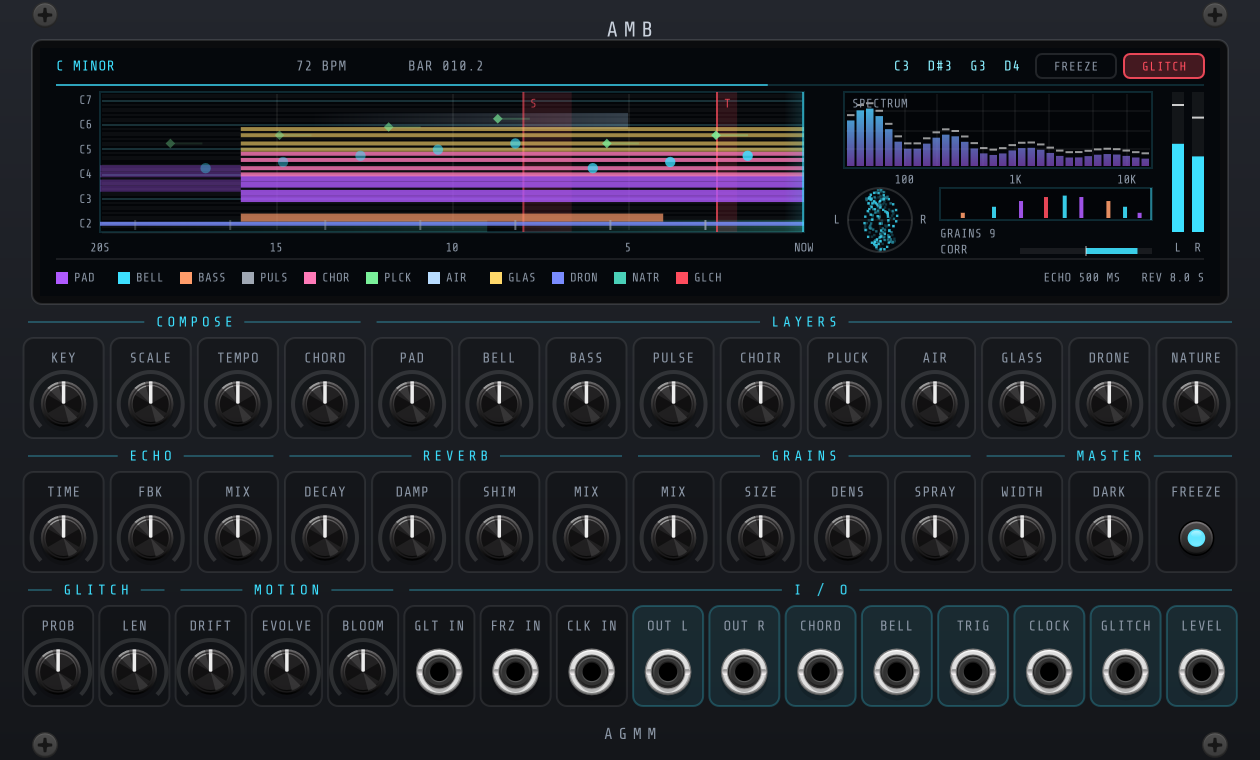 AMB
C MINOR 72 BPM BAR 010.2 C3 D#3 G3 D4 FREEZE GLITCH
C7
C6
C5
C4
C3
C2
S T
20S 15 10 5 NOW
SPECTRUM
100 1K 10K
L R
GRAINS 9
CORR
L R
PAD BELL BASS PULS CHOR PLCK AIR GLAS DRON NATR GLCH ECHO 500 MS REV 8.0 S
COMPOSE LAYERS
KEY SCALE TEMPO CHORD PAD BELL BASS PULSE CHOIR PLUCK AIR GLASS DRONE NATURE
ECHO REVERB GRAINS MASTER
TIME FBK MIX DECAY DAMP SHIM MIX MIX SIZE DENS SPRAY WIDTH DARK FREEZE
GLITCH MOTION I / O
PROB LEN DRIFT EVOLVE BLOOM GLT IN FRZ IN CLK IN OUT L OUT R CHORD BELL TRIG CLOCK GLITCH LEVEL
AGMM